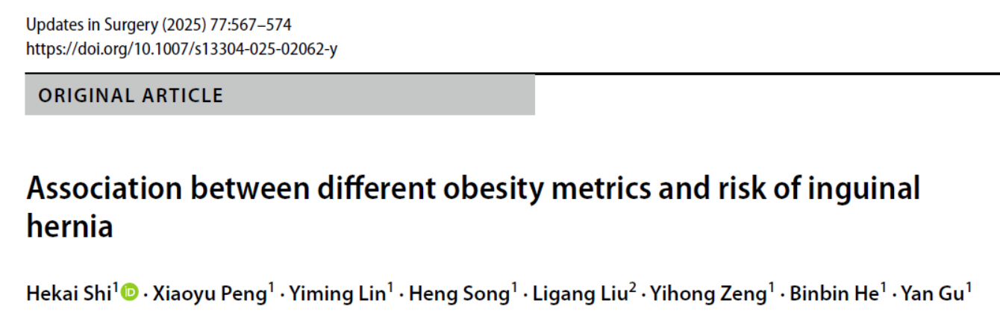 Updates in Surgery (2025) 77:567–574
https://doi.org/10.1007/s13304-025-02062-y
ORIGINAL ARTICLE
Association between different obesity metrics and risk of inguinal
hernia
Hekai Shi1 iD · Xiaoyu Peng1 · Yiming Lin1 · Heng Song1 · Ligang Liu2 · Yihong Zeng1 · Binbin He1 · Yan Gu1